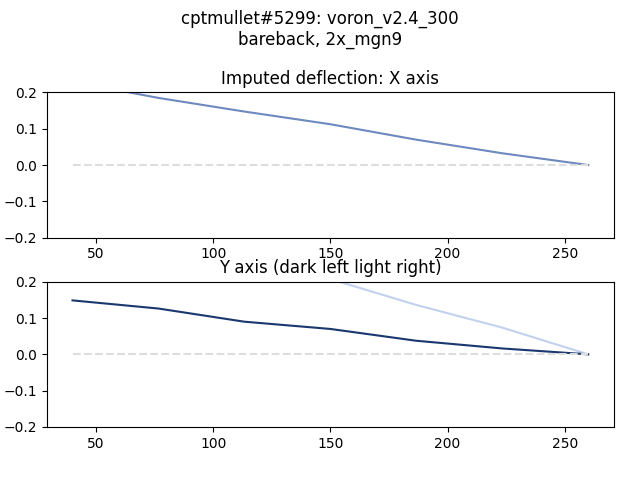 cptmullet#5299: voron_v2.4_300
bareback, 2x_mgn9
Imputed deflection: X axis
0.2
0.1
0.0
−0.1
−0.2
50 100 150 200 250
Y axis (dark left light right)
0.2
0.1
0.0
−0.1
−0.2
50 100 150 200 250